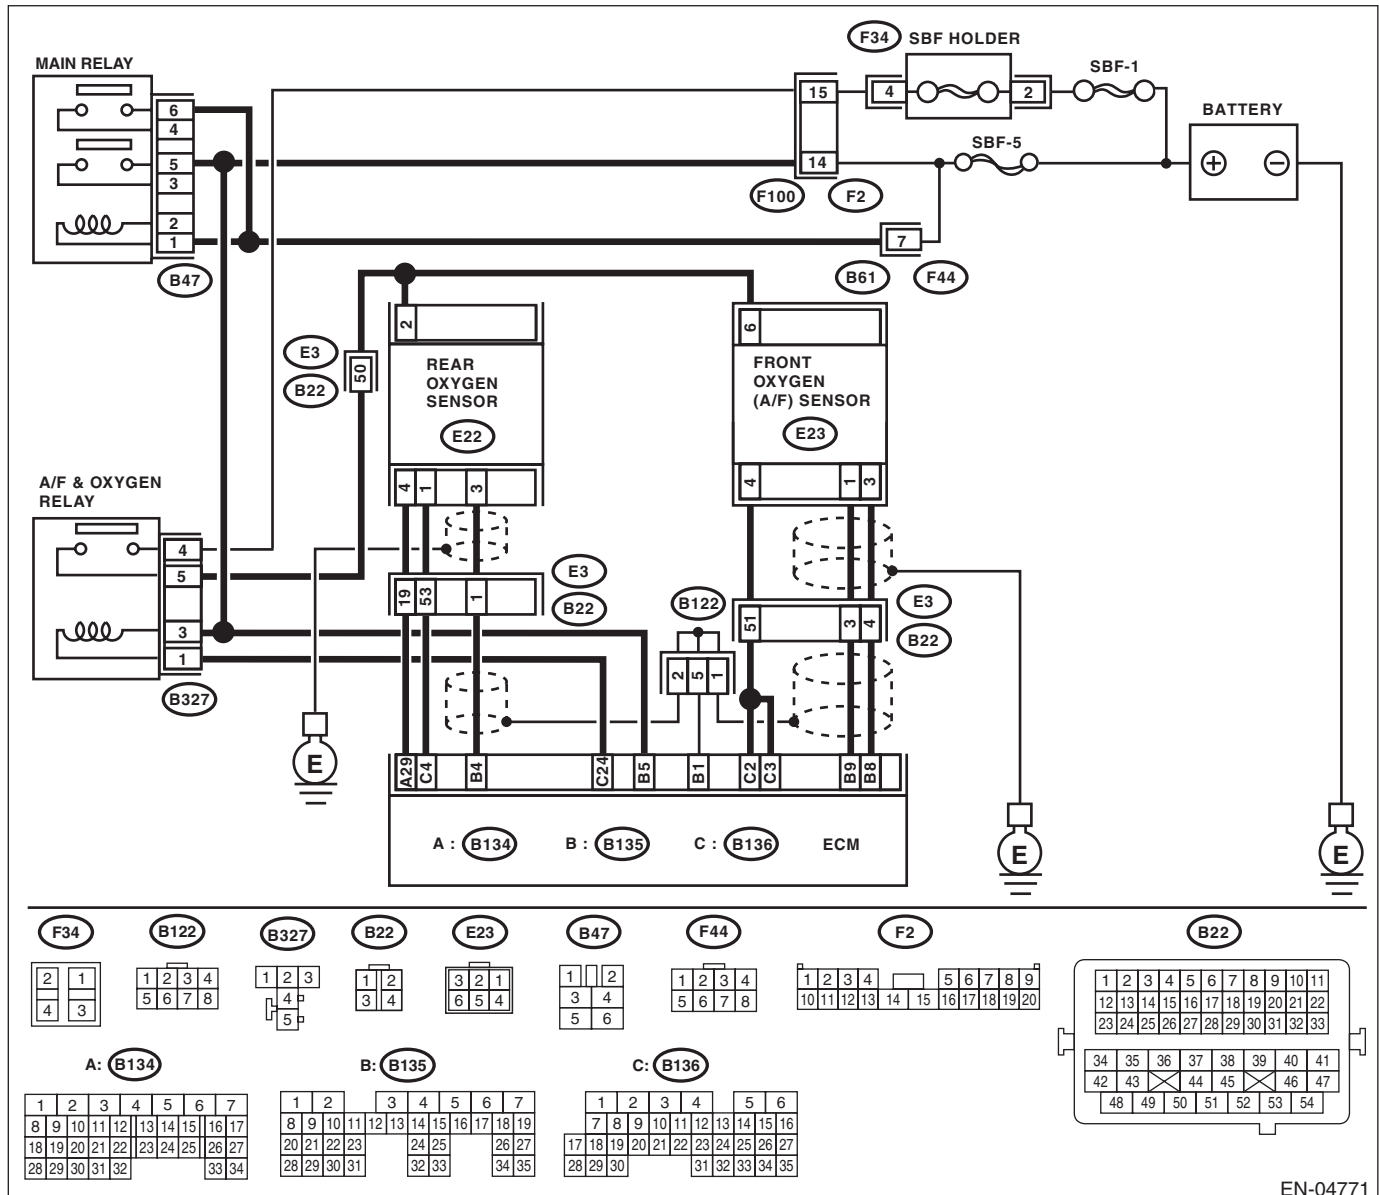 F34 SBF HOLDER
SBF-1
MAIN RELAY
BATTERY
15
4
2
6
4
SBF-5
5
14
3
F100
F2
2
1
7
B47
B61
F44
2
6
E3
50
B22
REAR
OXYGEN
SENSOR
E22
FRONT
OXYGEN
(A/F) SENSOR
E23
4 1 3
4 1 3
A/F & OXYGEN
RELAY
4
5
3
1
B327
E3
B22
19 53 1
B122
2 5 1
51 3 4
E3
B22
E
A29 C4 B4 C24 B5 B1 C2 C3 B9 B8
A : B134 B : B135 C : B136 ECM
E
E
F34
2 1
4 3
B122
1 2 3 4
5 6 7 8
B327
1 2 3
4
5
B22
1 2
3 4
E23
3 2 1
6 5 4
B47
1 2
3 4
5 6
F44
1 2 3 4
5 6 7 8
F2
1 2 3 4 5 6 7 8 9
10 11 12 13 14 15 16 17 18 19 20
B22
1 2 3 4 5 6 7 8 9 10 11
12 13 14 15 16 17 18 19 20 21 22
23 24 25 26 27 28 29 30 31 32 33
34 35 36 37 38 39 40 41
42 43 44 45 46 47
48 49 50 51 52 53 54
A: B134
1 2 3 4 5 6 7
8 9 10 11 12 13 14 15 16 17
18 19 20 21 22 23 24 25 26 27
28 29 30 31 32 33 34
B: B135
1 2 3 4 5 6 7
8 9 10 11 12 13 14 15 16 17 18 19
20 21 22 23 24 25 26 27
28 29 30 31 32 33 34 35
C: B136
1 2 3 4 5 6
7 8 9 10 11 12 13 14 15 16
17 18 19 20 21 22 23 24 25 26 27
28 29 30 31 32 33 34 35
EN-04771